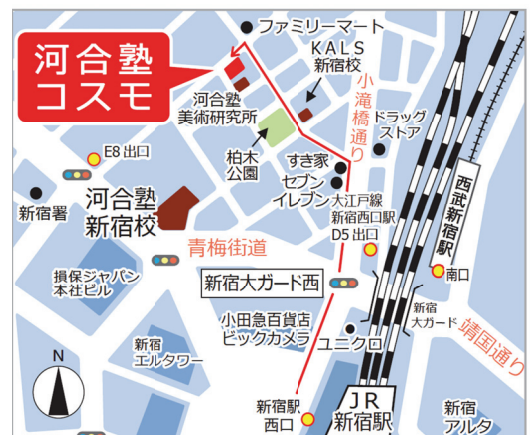 ファミリーマート
河合塾
コスモ
KALS
新宿校
小滝橋通り
河合塾
美術研究所
ドラッグ
ストア
E8出口
柏木
公園
すき家
セブン
イレブン
大江戸線
新宿西口駅
D5出口
西武新宿駅
新宿署
河合塾
新宿校
青梅街道
南口
損保ジャパン
本社ビル
新宿大ガード西
新宿
大ガード
靖国通り
小田急百貨店
ビックカメラ
ユニクロ
新宿
エルタワー
N
新宿駅
西口
JR
新宿駅
新宿
アルタ